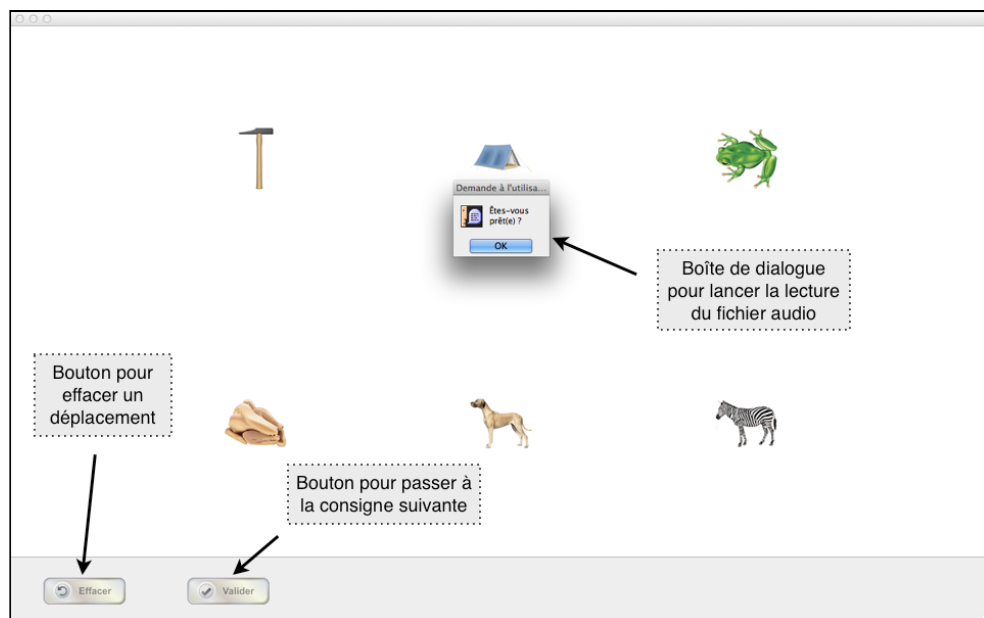 Demande à l'utilisa...
Êtes-vous
prêt(e) ?
OK
Boîte de dialogue
pour lancer la lecture
du fichier audio
Bouton pour
effacer un
déplacement
Bouton pour passer à
la consigne suivante
Effacer
Valider